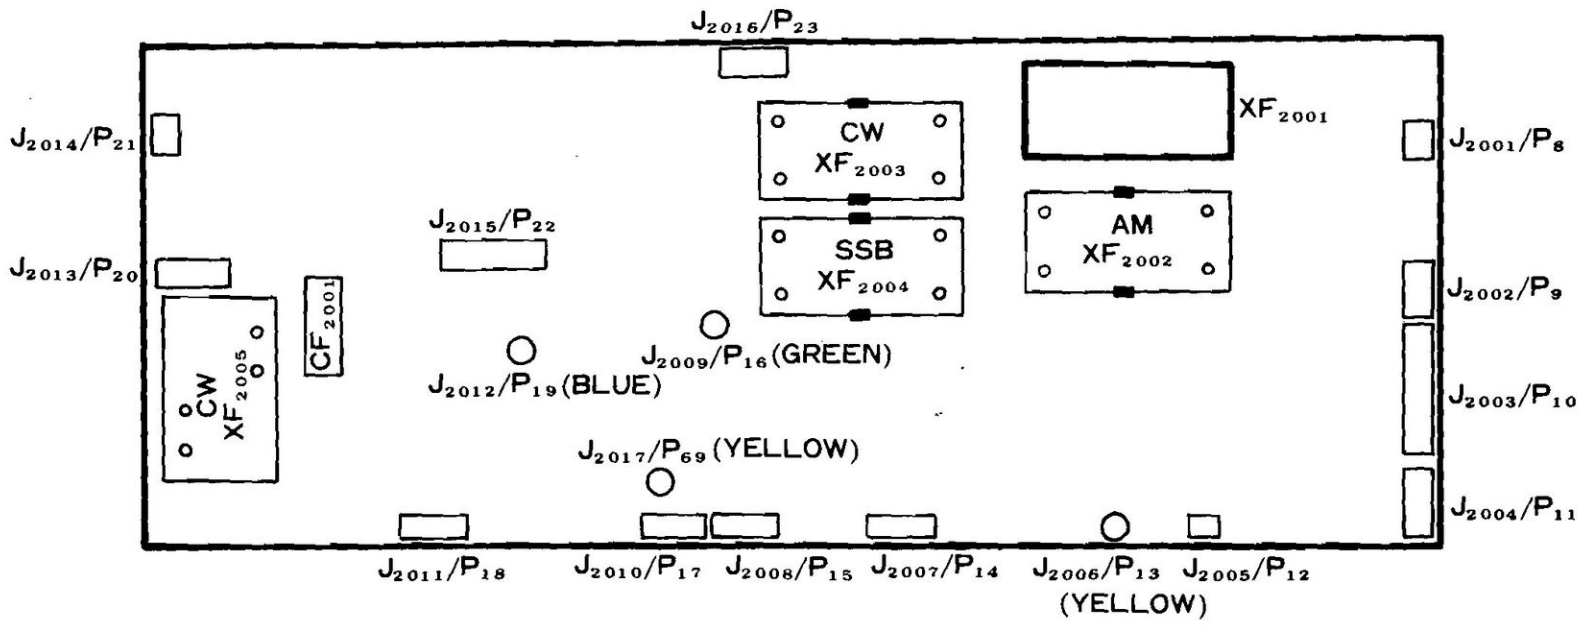 J2016/P23
XF2001
CW
XF2003
J2014/P21
J2001/P8
J2015/P22
AM
XF2002
SSB
XF2004
J2013/P20
J2002/P9
CF2001
CW
XF2005
J2009/P16(GREEN)
J2012/P19(BLUE)
J2003/P10
J2017/P69(YELLOW)
J2004/P11
J2011/P18
J2010/P17
J2008/P15
J2007/P14
J2006/P13
(YELLOW)
J2005/P12